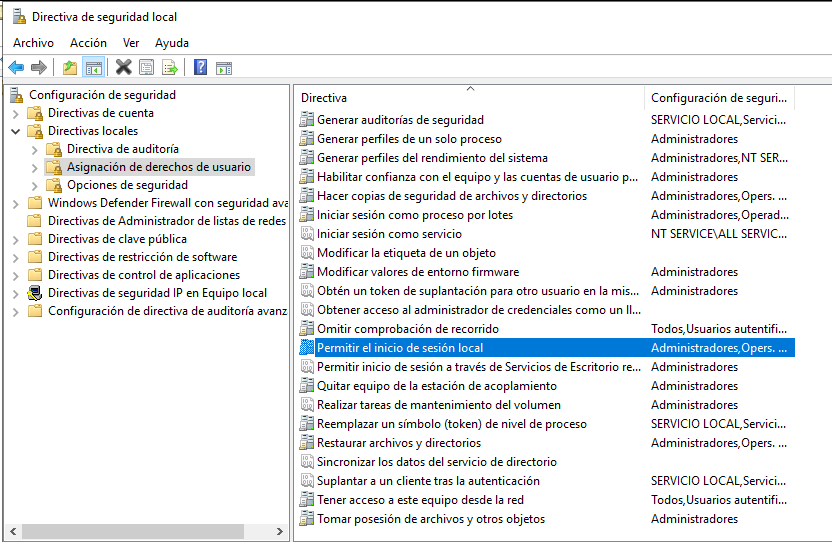 Directiva de seguridad local
Archivo Acción Ver Ayuda
Configuración de seguridad
Directivas de cuenta
Directivas locales
Directiva de auditoría
Asignación de derechos de usuario
Opciones de seguridad
Windows Defender Firewall con seguridad ava
Directivas de Administrador de listas de redes
Directivas de clave pública
Directivas de restricción de software
Directivas de control de aplicaciones
Directivas de seguridad IP en Equipo local
Configuración de directiva de auditoría avanz
Directiva Configuración de seguri...
Generar auditorías de seguridad SERVICIO LOCAL,Servici...
Generar perfiles de un solo proceso Administradores
Generar perfiles del rendimiento del sistema Administradores,NT SER...
Habilitar confianza con el equipo y las cuentas de usuario p... Administradores
Hacer copias de seguridad de archivos y directorios Administradores,Opers. ...
Iniciar sesión como proceso por lotes Administradores,Operad...
Iniciar sesión como servicio NT SERVICE\ALL SERVIC...
Modificar la etiqueta de un objeto
Modificar valores de entorno firmware Administradores
Obtén un token de suplantación para otro usuario en la mis... Administradores
Obtener acceso al administrador de credenciales como un ll...
Omitir comprobación de recorrido Todos,Usuarios autentifi...
Permitir el inicio de sesión local Administradores,Opers. ...
Permitir inicio de sesión a través de Servicios de Escritorio re... Administradores
Quitar equipo de la estación de acoplamiento Administradores
Realizar tareas de mantenimiento del volumen Administradores
Reemplazar un símbolo (token) de nivel de proceso SERVICIO LOCAL,Servici...
Restaurar archivos y directorios Administradores,Opers. ...
Sincronizar los datos del servicio de directorio
Suplantar a un cliente tras la autenticación SERVICIO LOCAL,Servici...
Tener acceso a este equipo desde la red Todos,Usuarios autentifi...
Tomar posesión de archivos y otros objetos Administradores